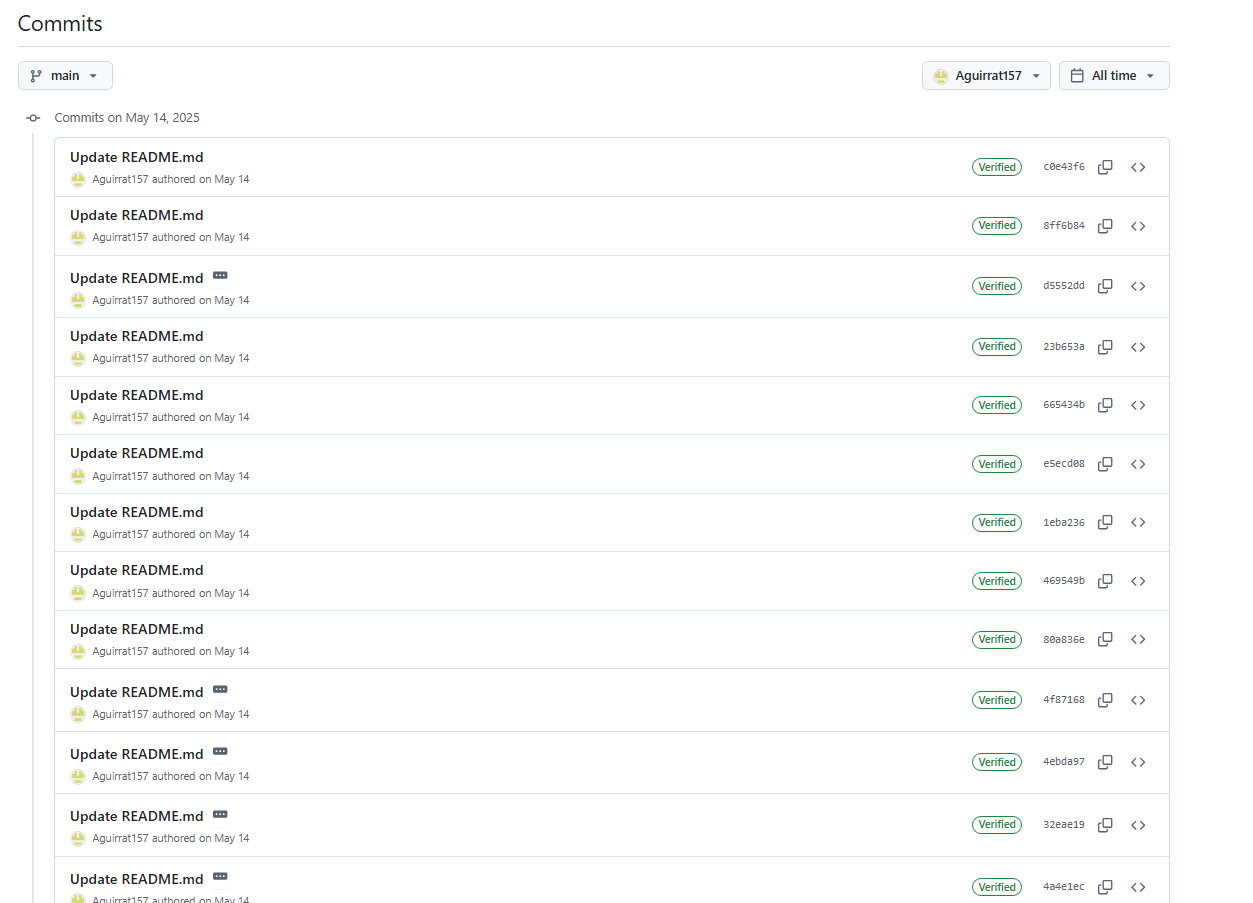 Commits
main
Aguirrat157
All time
Commits on May 14, 2025
Update README.md
Aguirrat157 authored on May 14
Verified
c0e43f6
Update README.md
Aguirrat157 authored on May 14
Verified
8ff6b84
Update README.md
Aguirrat157 authored on May 14
Verified
d5552dd
Update README.md
Aguirrat157 authored on May 14
Verified
23b653a
Update README.md
Aguirrat157 authored on May 14
Verified
665434b
Update README.md
Aguirrat157 authored on May 14
Verified
e5ecd08
Update README.md
Aguirrat157 authored on May 14
Verified
1eba236
Update README.md
Aguirrat157 authored on May 14
Verified
469549b
Update README.md
Aguirrat157 authored on May 14
Verified
80a836e
Update README.md
Aguirrat157 authored on May 14
Verified
4f87168
Update README.md
Aguirrat157 authored on May 14
Verified
4ebda97
Update README.md
Aguirrat157 authored on May 14
Verified
32eae19
Update README.md
Aguirrat157 authored on May 14
Verified
4a4e1ec